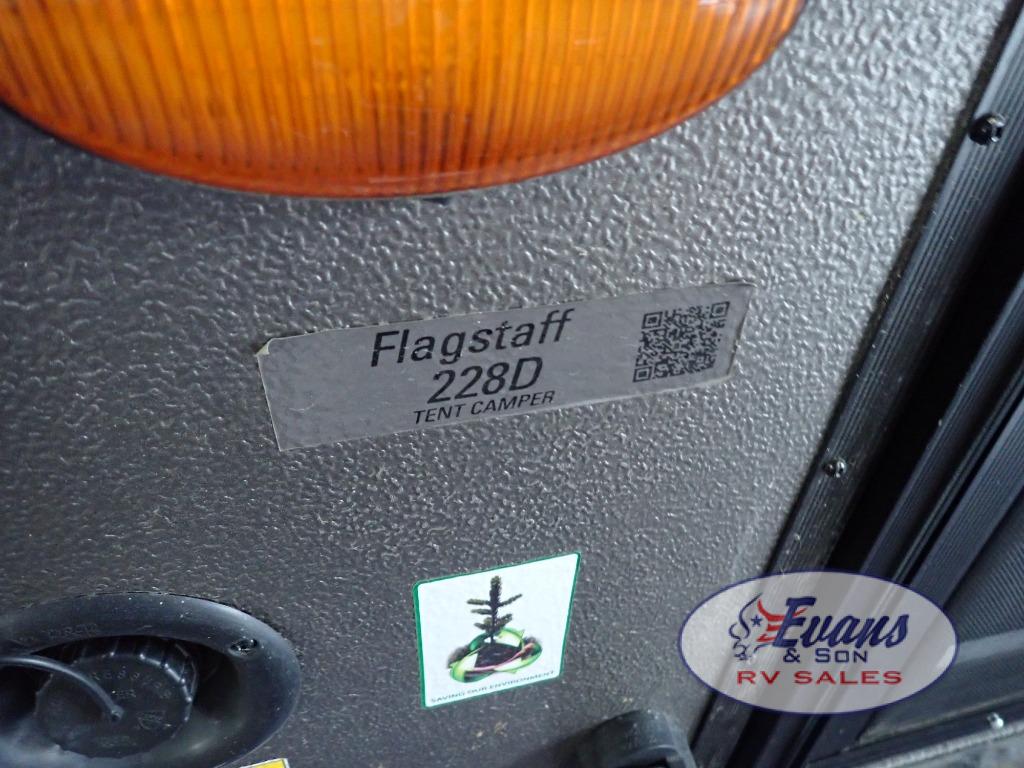 Flagstaff
228D
TENT CAMPER
SAVING OUR ENVIRONMENT
Evans
& SON
RV SALES